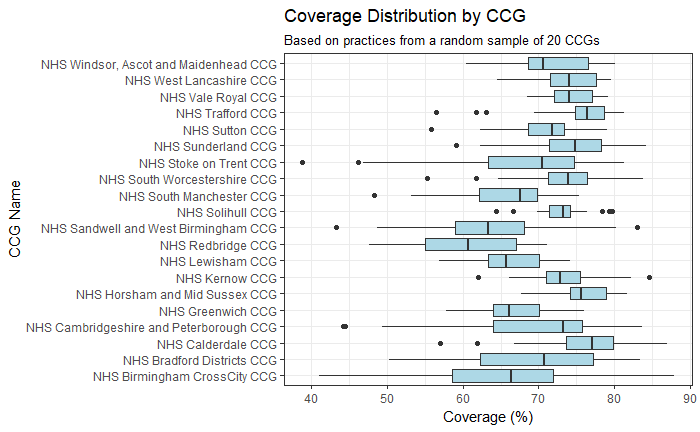 Coverage Distribution by CCG
Based on practices from a random sample of 20 CCGs
CCG Name
NHS Windsor, Ascot and Maidenhead CCG
NHS West Lancashire CCG
NHS Vale Royal CCG
NHS Trafford CCG
NHS Sutton CCG
NHS Sunderland CCG
NHS Stoke on Trent CCG
NHS South Worcestershire CCG
NHS South Manchester CCG
NHS Solihull CCG
NHS Sandwell and West Birmingham CCG
NHS Redbridge CCG
NHS Lewisham CCG
NHS Kernow CCG
NHS Horsham and Mid Sussex CCG
NHS Greenwich CCG
NHS Cambridgeshire and Peterborough CCG
NHS Calderdale CCG
NHS Bradford Districts CCG
NHS Birmingham CrossCity CCG
40 50 60 70 80 90
Coverage (%)